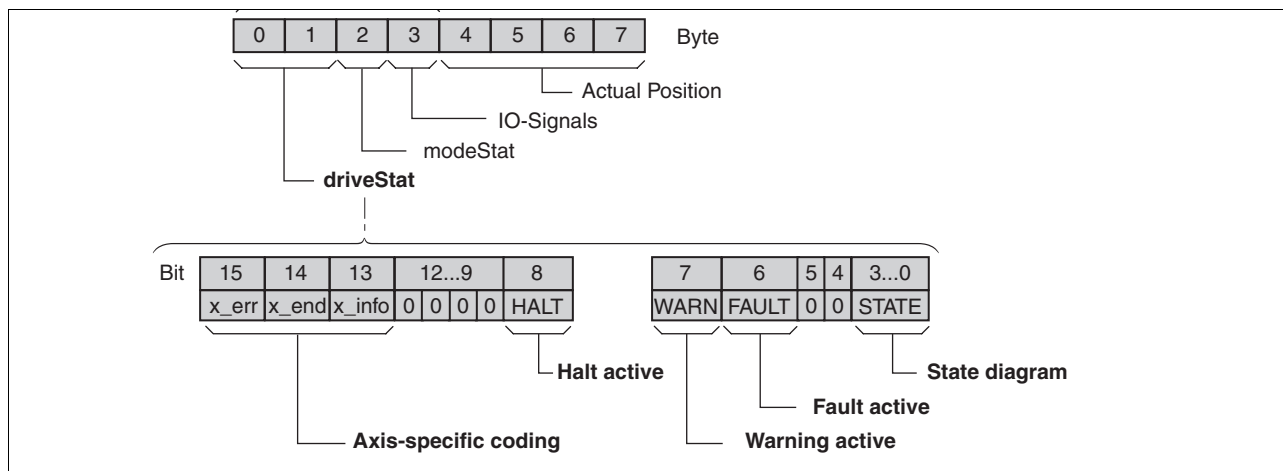 0 1 2 3 4 5 6 7 Byte
Actual Position
IO-Signals
modeStat
driveStat
Bit 15 14 13 12...9 8 7 6 5 4 3...0
x_err x_end x_info 0 0 0 0 HALT WARN FAULT 0 0 STATE
Halt active State diagram
Fault active
Axis-specific coding Warning active